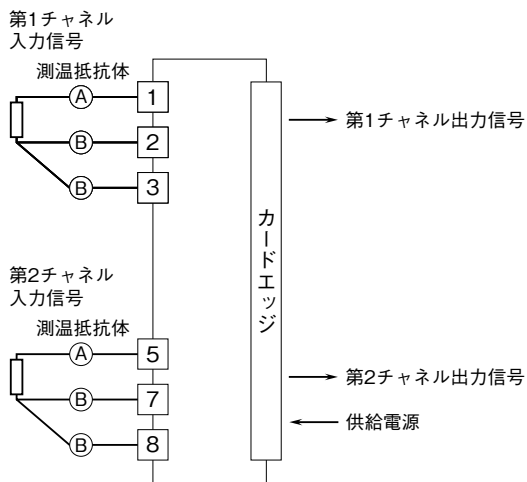 第1チャネル
入力信号
測温抵抗体
A
1
B
2
B
3
第2チャネル
入力信号
測温抵抗体
A
5
B
7
B
8
カードエッジ
第1チャネル出力信号
第2チャネル出力信号
供給電源